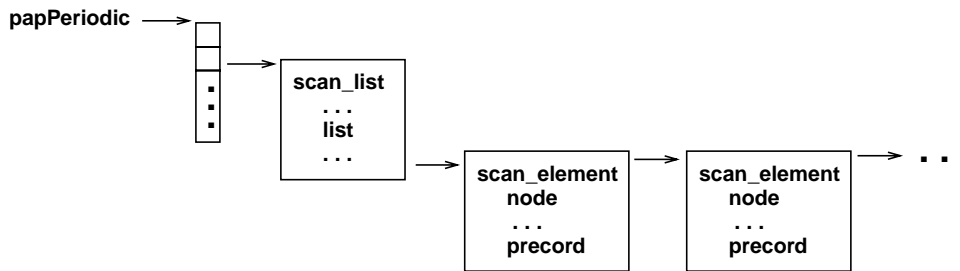 papPeriodic
scan_list
. . .
list
. . .
scan_element
node
. . .
precord
scan_element
node
. . .
precord
. .